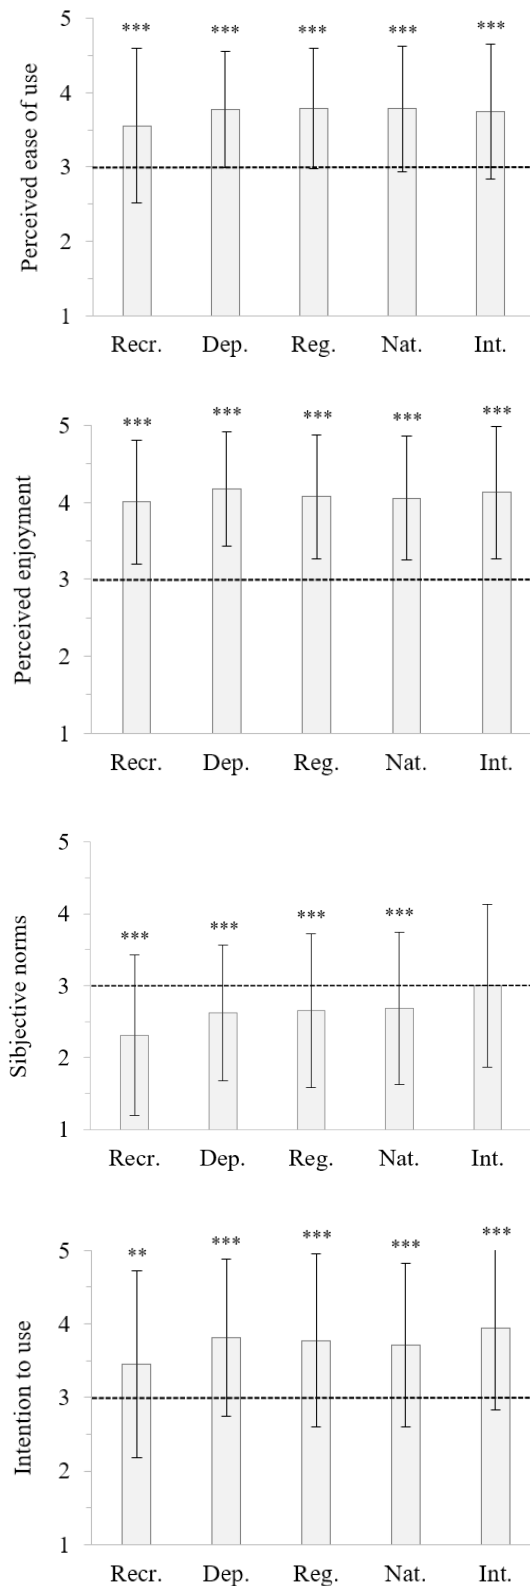 Perceived ease of use
5
4
3
2
1
*** *** *** *** ***
Recr. Dep. Reg. Nat. Int.
Perceived enjoyment
5
4
3
2
1
*** *** *** *** ***
Recr. Dep. Reg. Nat. Int.
Sibjective norms
5
4
3
2
1
*** *** *** ***
Recr. Dep. Reg. Nat. Int.
Intention to use
5
4
3
2
1
** *** *** *** ***
Recr. Dep. Reg. Nat. Int.